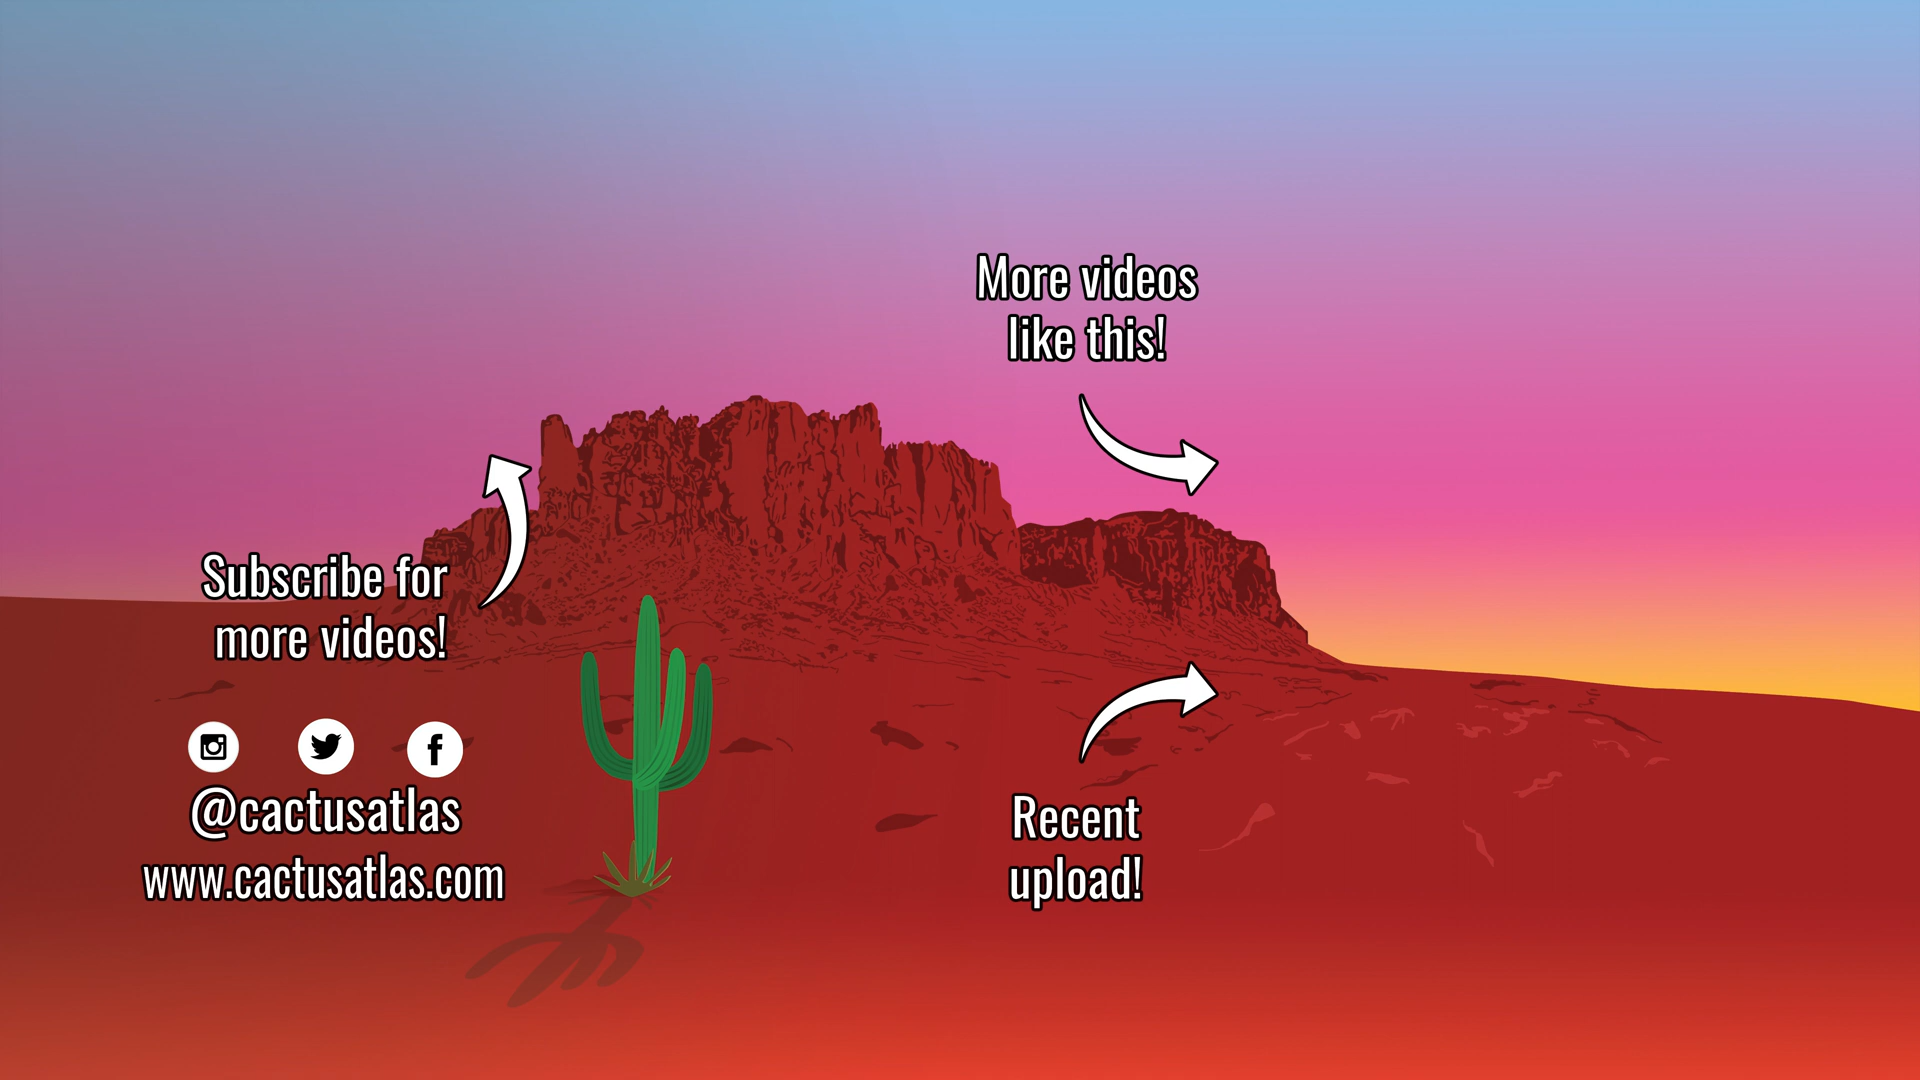 More videos
like this!
Subscribe for
more videos!
@cactusatlas
www.cactusatlas.com
Recent
upload!